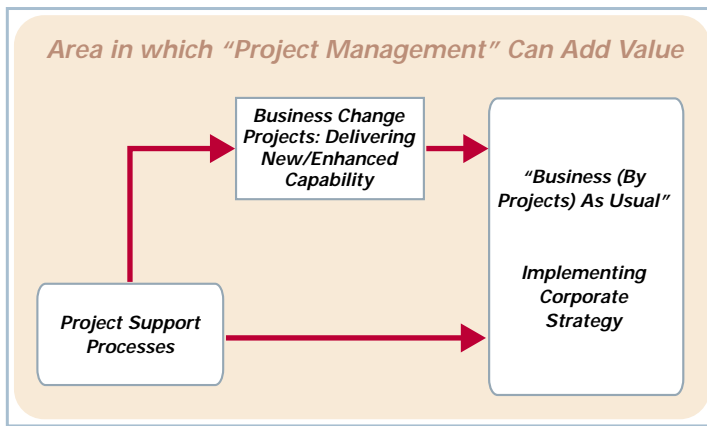 Area in which “Project Management” Can Add Value
Business Change
Projects: Delivering
New/Enhanced
Capability
“Business (By
Projects) As Usual”
Implementing
Corporate
Strategy
Project Support
Processes